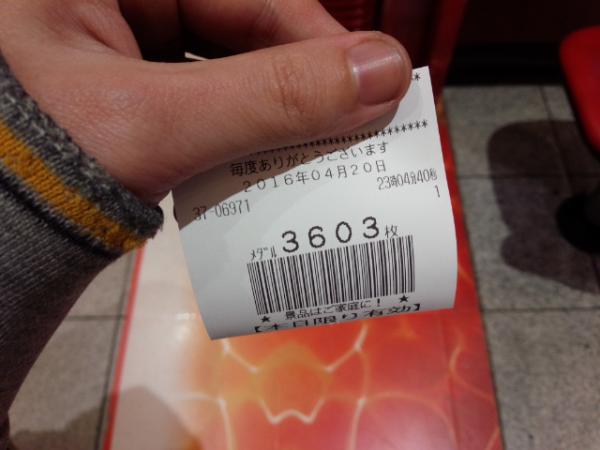 毎度ありがとうございます
2016年04月20日
23時04分40秒
37-06971
1
ﾒﾀﾞﾙ 3603枚
★ 景品はご家庭に! ★
【本日限り有効】